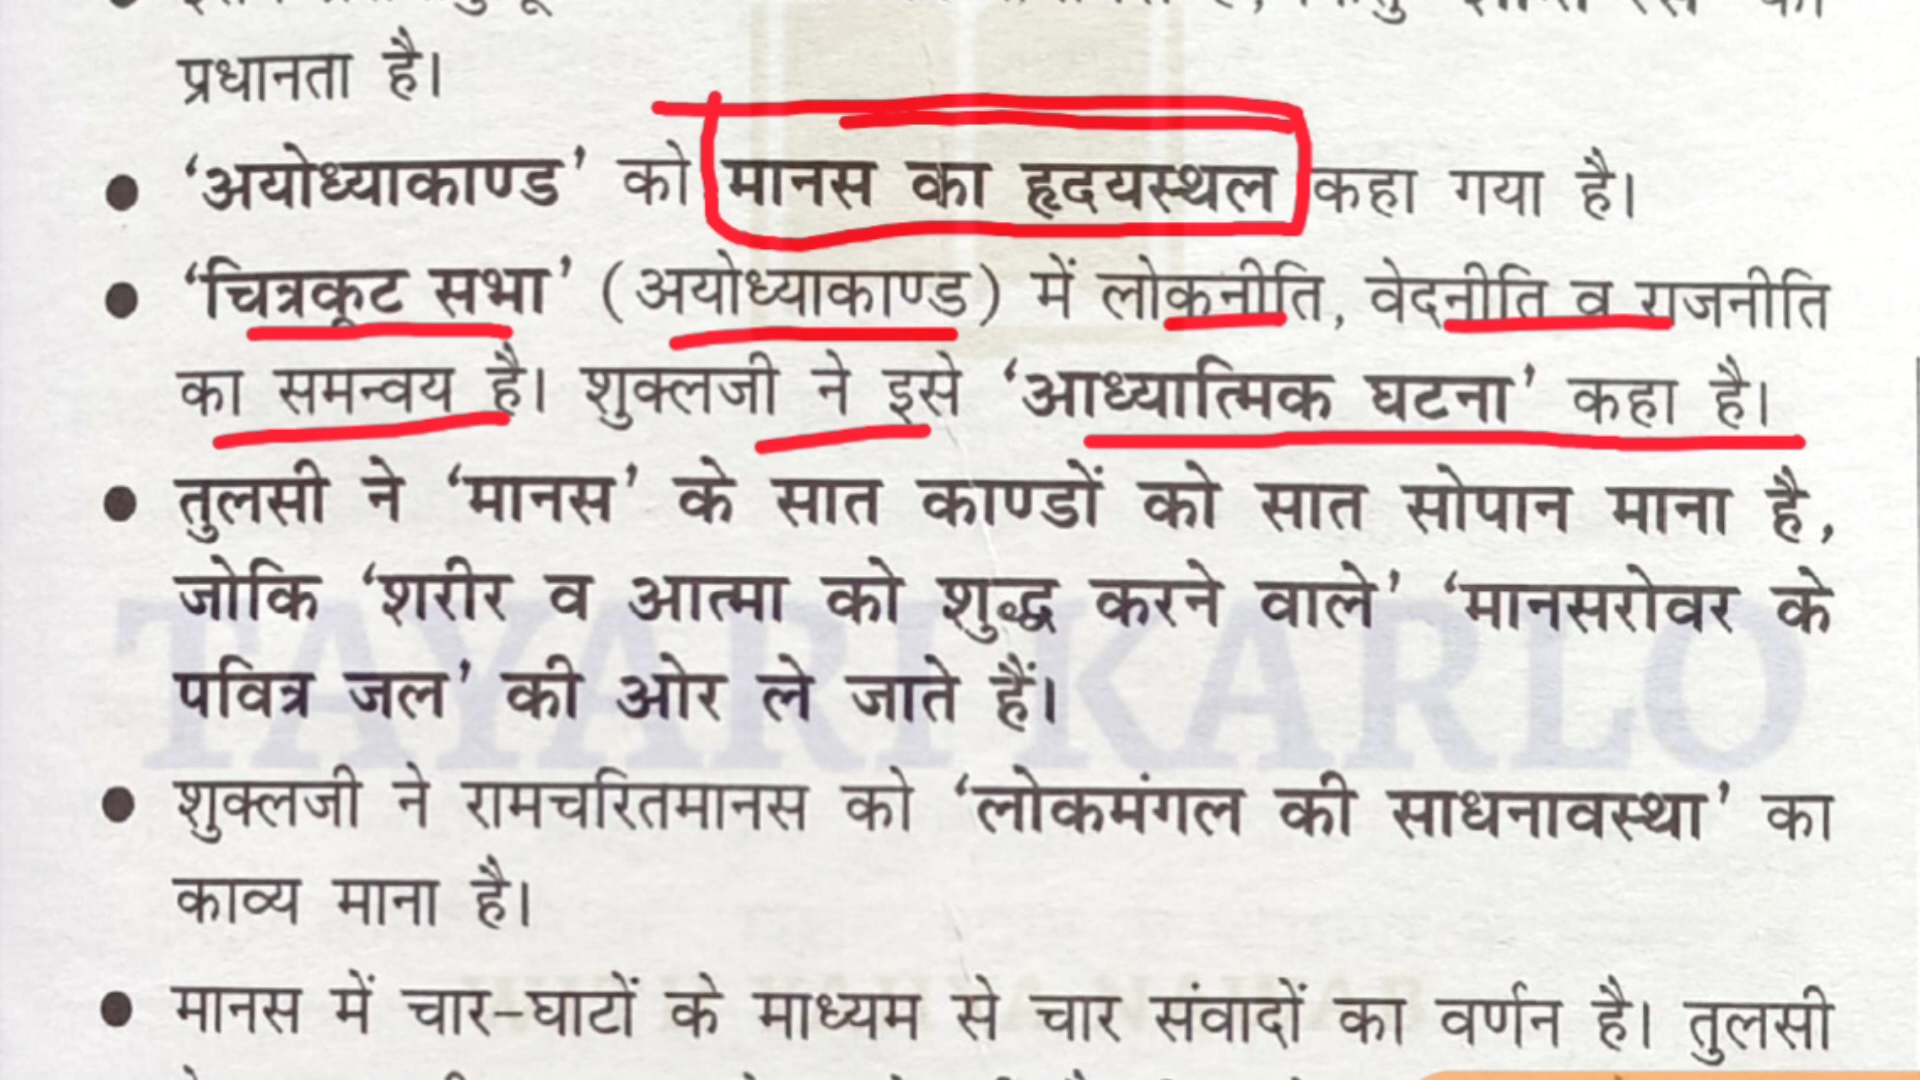 प्रधानता है।
● ‘अयोध्याकाण्ड’ को मानस का हृदयस्थल कहा गया है।
● ‘चित्रकूट सभा’ (अयोध्याकाण्ड) में लोकनीति, वेदनीति व राजनीति
का समन्वय है। शुक्लजी ने इसे ‘आध्यात्मिक घटना’ कहा है।
● तुलसी ने ‘मानस’ के सात काण्डों को सात सोपान माना है,
जोकि ‘शरीर व आत्मा को शुद्ध करने वाले’ ‘मानसरोवर के
पवित्र जल’ की ओर ले जाते हैं।
TAYARI KARLO
● शुक्लजी ने रामचरितमानस को ‘लोकमंगल की साधनावस्था’ का
काव्य माना है।
● मानस में चार-घाटों के माध्यम से चार संवादों का वर्णन है। तुलसी